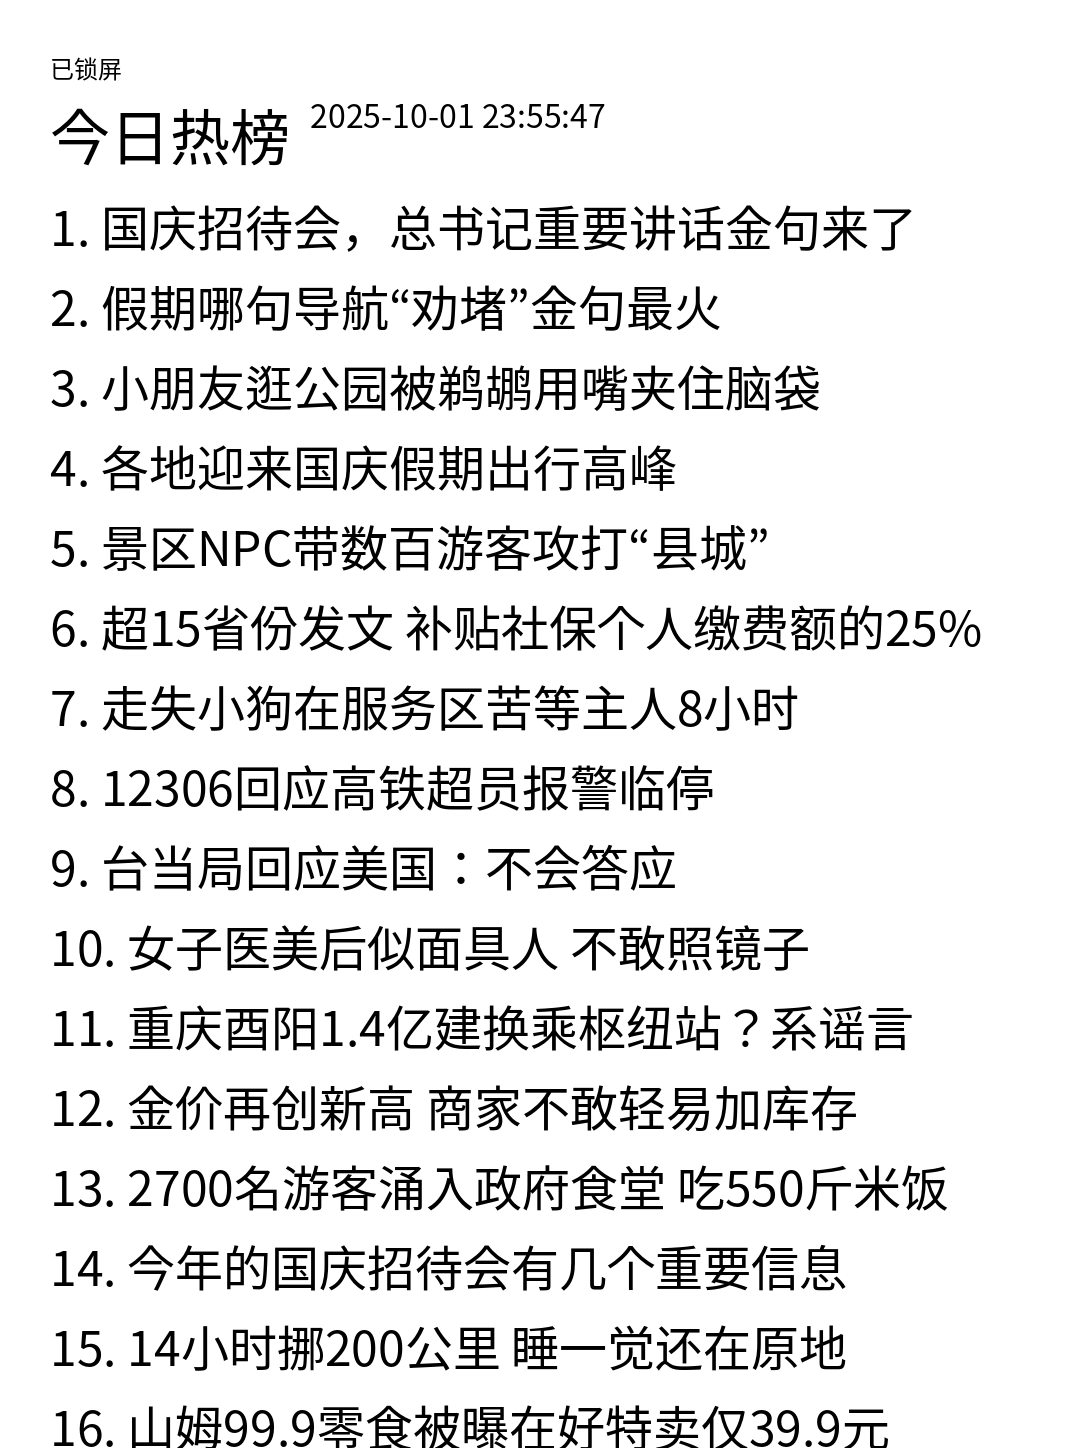 已锁屏
今日热榜 2025-10-01 23:55:47
1. 国庆招待会，总书记重要讲话金句来了
2. 假期哪句导航“劝堵”金句最火
3. 小朋友逛公园被鹈鹕用嘴夹住脑袋
4. 各地迎来国庆假期出行高峰
5. 景区NPC带数百游客攻打“县城”
6. 超15省份发文 补贴社保个人缴费额的25%
7. 走失小狗在服务区苦等主人8小时
8. 12306回应高铁超员报警临停
9. 台当局回应美国：不会答应
10. 女子医美后似面具人 不敢照镜子
11. 重庆酉阳1.4亿建换乘枢纽站？系谣言
12. 金价再创新高 商家不敢轻易加库存
13. 2700名游客涌入政府食堂 吃550斤米饭
14. 今年的国庆招待会有几个重要信息
15. 14小时挪200公里 睡一觉还在原地
16. 山姆99.9零食被曝在好特卖仅39.9元